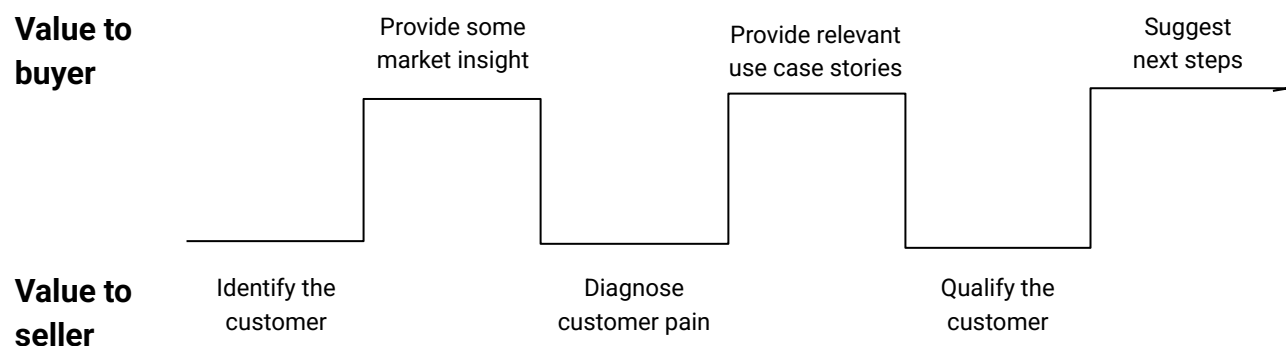 Value to
buyer
Provide some
market insight
Provide relevant
use case stories
Suggest
next steps
Value to
seller
Identify the
customer
Diagnose
customer pain
Qualify the
customer